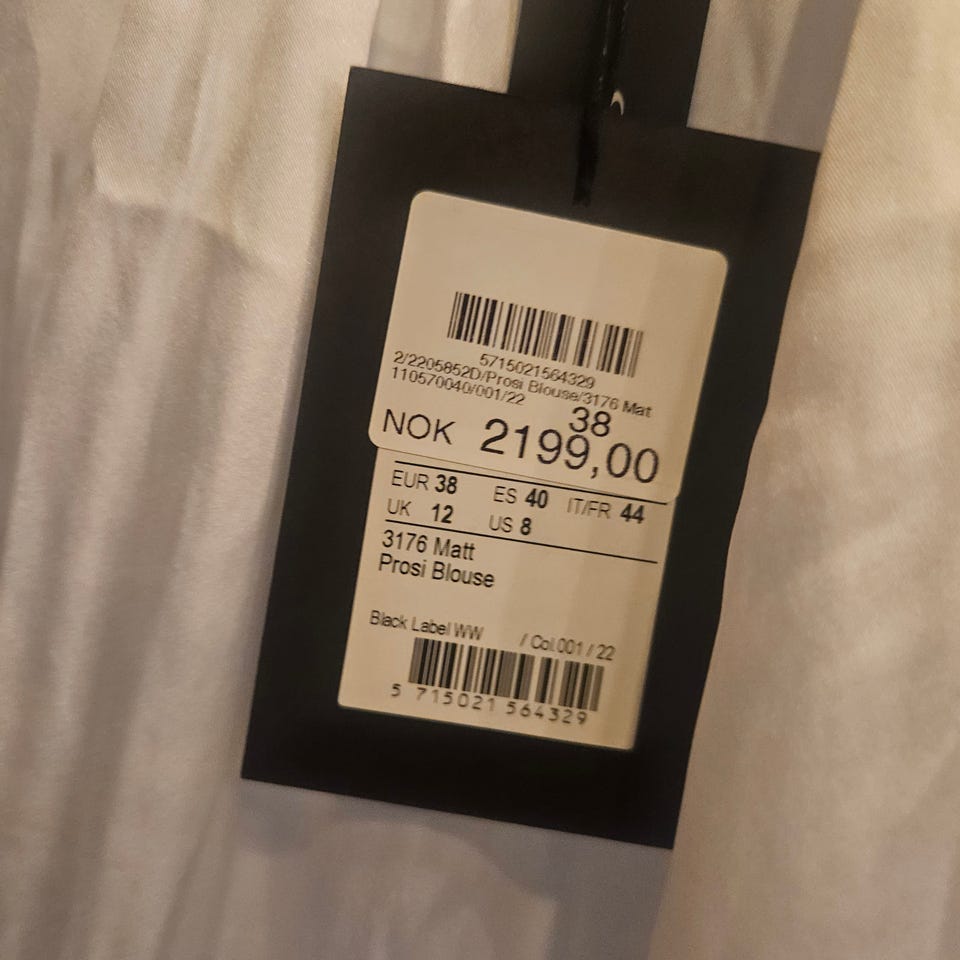 5715021564329
2/2205852D/Prosi Blouse/3176 Mat
110570040/001/22
38
NOK 2199,00
EUR 38 ES 40 IT/FR 44
UK 12 US 8
3176 Matt
Prosi Blouse
Black Label WW / Col.001 / 22
5 715021 564329